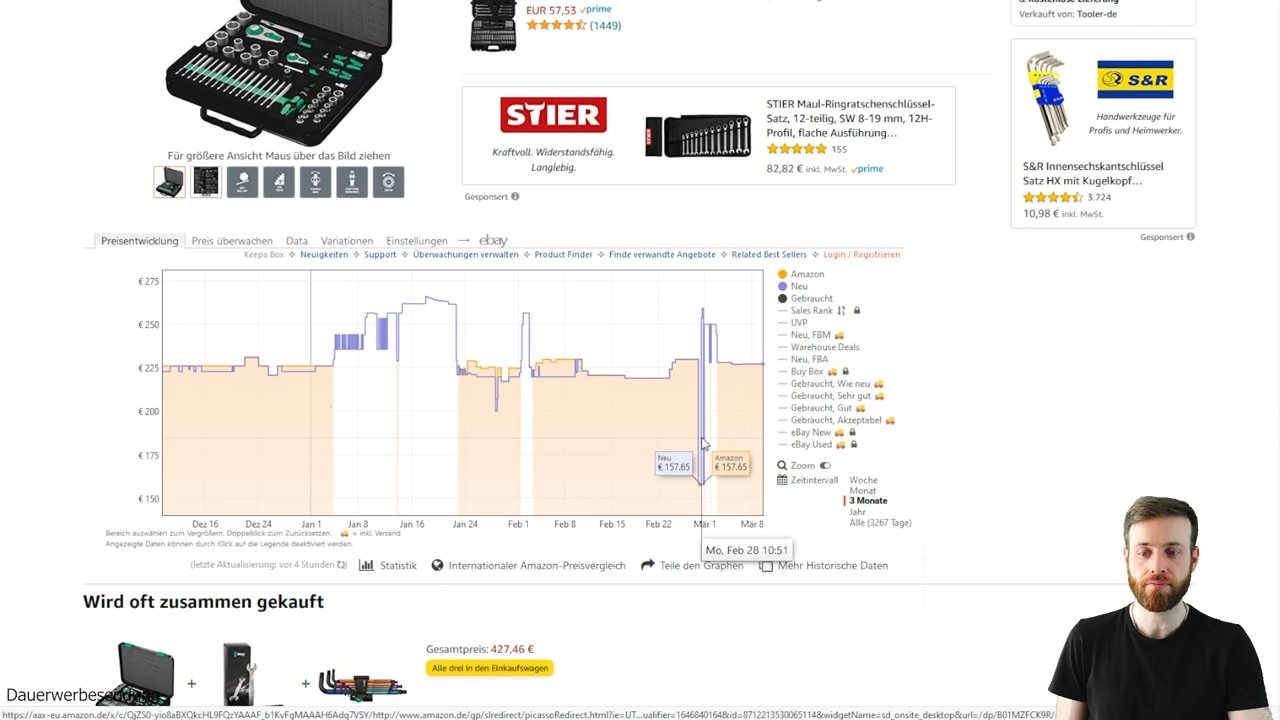 EUR 57,53 prime
(1449)
& kostenlose Lieferung
Verkauft von: Tooler-de
STIER
Kraftvoll. Widerstandsfähig.
Langlebig.
STIER
STIER Maul-Ringratschenschlüssel-
Satz, 12-teilig, SW 8-19 mm, 12H-
Profil, flache Ausführung…
155
82,82 € inkl. MwSt. prime
Gesponsert
S&R
Handwerkzeuge für
Profis und Heimwerker.
S&R Innensechskantschlüssel
Satz HX mit Kugelkopf…
3.724
10,98 € inkl. MwSt.
Gesponsert
Für größere Ansicht Maus über das Bild ziehen
Preisentwicklung Preis überwachen Data Variationen Einstellungen → ebay
Keepa Box Neuigkeiten Support Überwachungen verwalten Product Finder Finde verwandte Angebote Related Best Sellers Login / Registrieren
€ 275
€ 250
€ 225
€ 200
€ 175
€ 150
Dez 16 Dez 24 Jan 1 Jan 8 Jan 16 Jan 24 Feb 1 Feb 8 Feb 15 Feb 22 Mär 1 Mär 8
Neu
€ 157.65
Amazon
€ 157.65
Mo, Feb 28 10:51
Amazon
Neu
Gebraucht
Sales Rank
UVP
Neu, FBM
Warehouse Deals
Neu, FBA
Buy Box
Gebraucht, Wie neu
Gebraucht, Sehr gut
Gebraucht, Gut
Gebraucht, Akzeptabel
eBay New
eBay Used
Zoom
Zeitintervall Woche
Monat
3 Monate
Jahr
Alle (3267 Tage)
Bereich auswählen zum Vergrößern. Doppelklick zum Zurücksetzen. = inkl. Versand
Angezeigte Daten können durch Klick auf die Legende deaktiviert werden.
(letzte Aktualisierung: vor 4 Stunden) Statistik Internationaler Amazon-Preisvergleich Teile den Graphen Mehr Historische Daten
Wird oft zusammen gekauft
+
+
Gesamtpreis: 427,46 €
Alle drei in den Einkaufswagen
Dauerwerbesendung